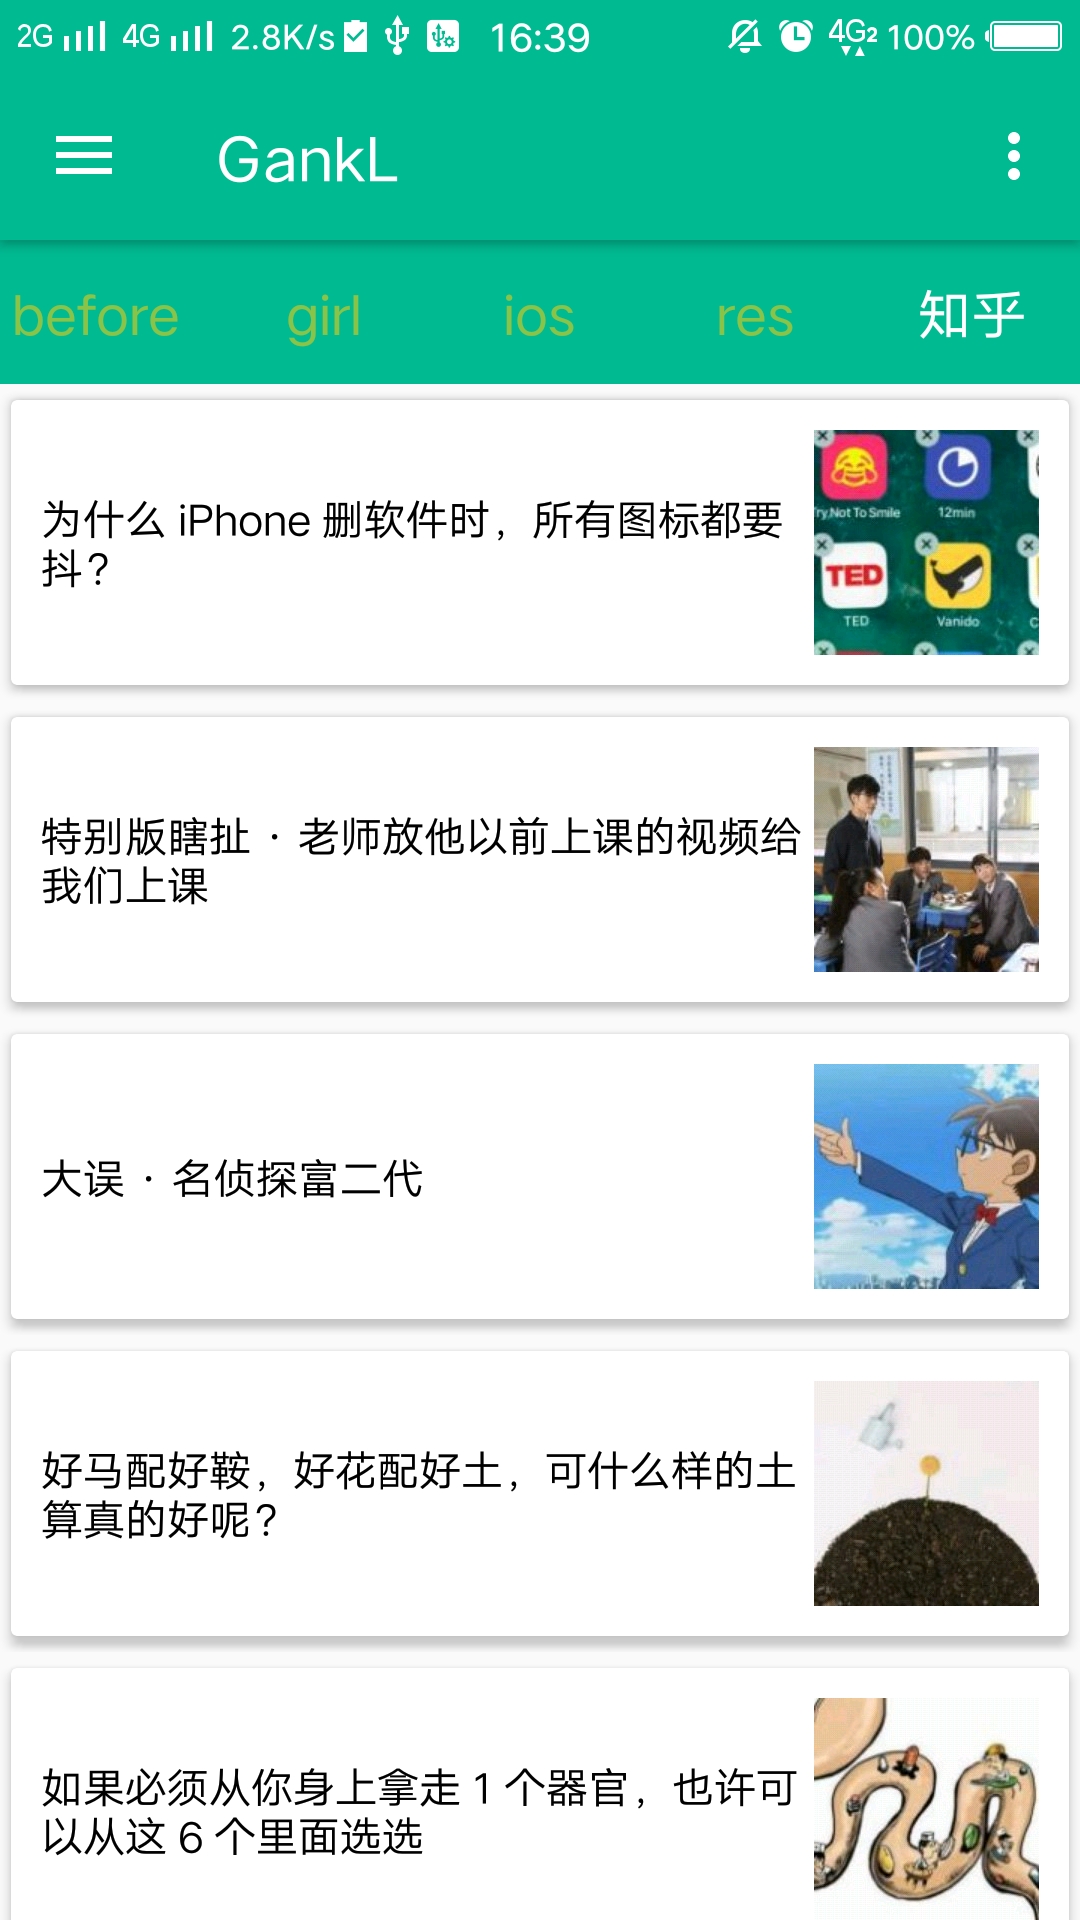 2G 4G 2.8K/s 16:39 4G2 100%
GankL
before girl ios res 知乎
为什么 iPhone 删软件时，所有图标都要
抖？
Try Not To Smile 12min
TED
TED Vanido
特别版瞎扯 · 老师放他以前上课的视频给
我们上课
大误 · 名侦探富二代
好马配好鞍，好花配好土，可什么样的土
算真的好呢？
如果必须从你身上拿走 1 个器官，也许可
以从这 6 个里面选选